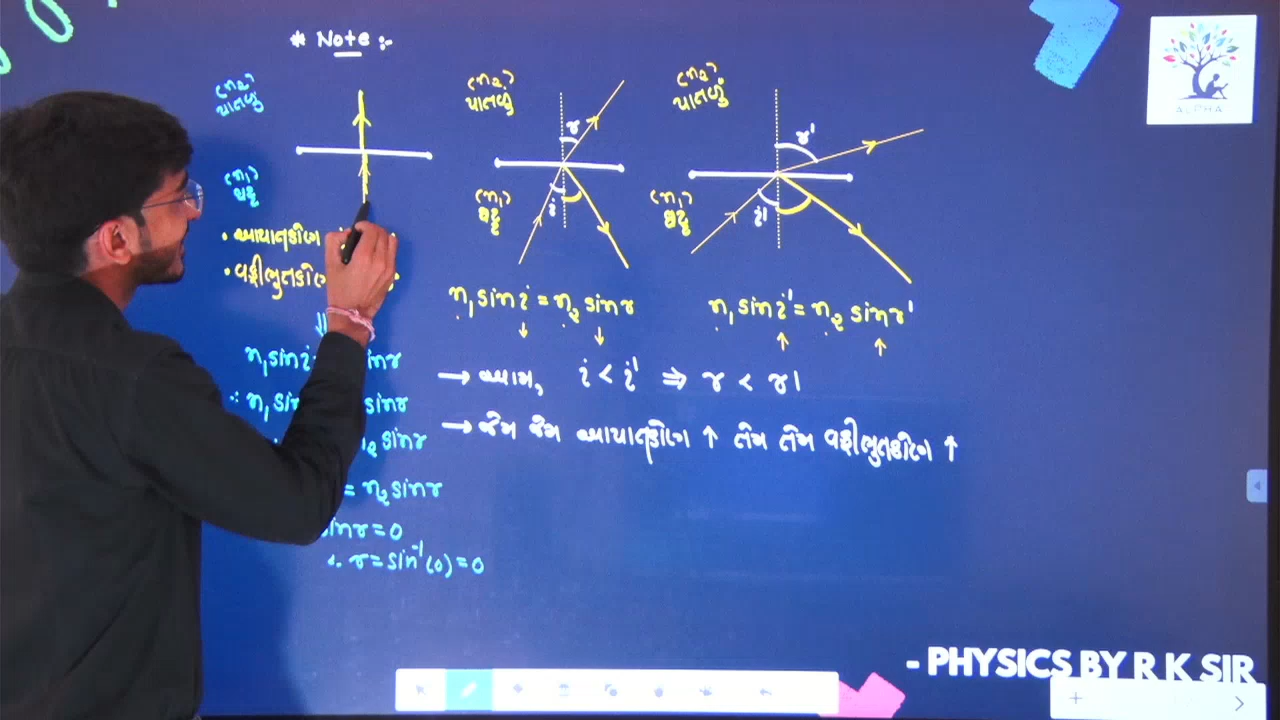 * Note :-
(n₂)
પાતળું
(n₁)
ઘટ્ટ
• આપાતકોણ
• વક્રીભુતકોણ
⇓
n₁ sin i
sin r
∴ n₁ sin
sin r
₂ sin r
= n₂ sin r
sin r = 0
∴ r = sin⁻¹(0) = 0
(n₂)
પાતળું
r
(n₁)
ઘટ્ટ
i
n₁ sin i = n₂ sin r
↓ ↓
(n₂)
પાતળું
r'
(n₁)
ઘટ્ટ
i'
n₁ sin i' = n₂ sin r'
↑ ↑
→ આમ, i < i' ⇒ r < r'
→ જેમ જેમ આપાતકોણ ↑ તેમ તેમ વક્રીભુતકોણ ↑
ALPHA
- PHYSICS BY R K SIR